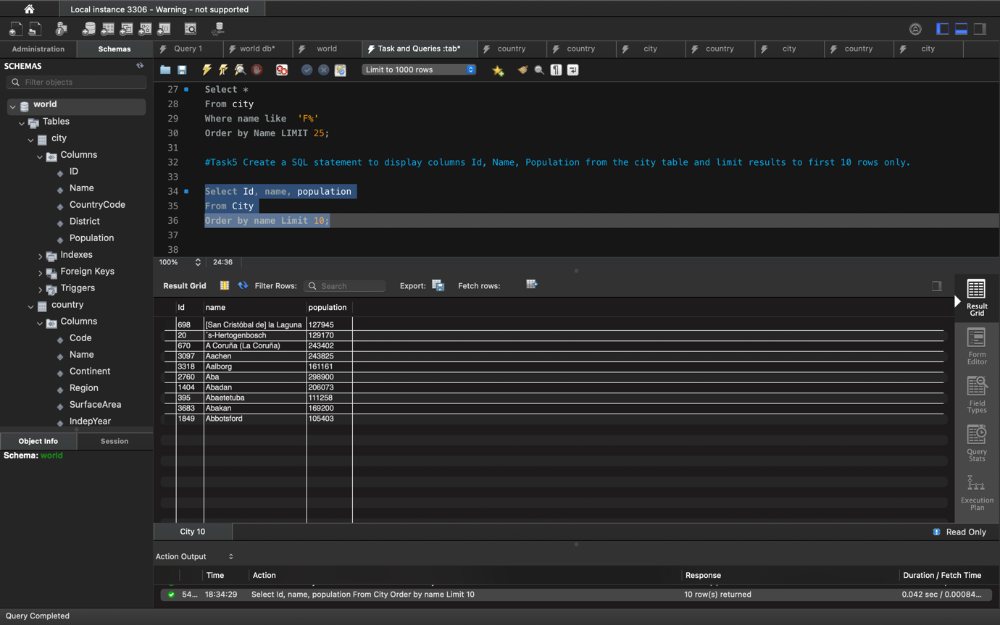 Local instance 3306 - Warning - not supported
Administration Schemas Query 1 world db* world Task and Queries :tab* country country city country city country city
SCHEMAS
Filter objects
Limit to 1000 rows
world
Tables
city
Columns
ID
Name
CountryCode
District
Population
Indexes
Foreign Keys
Triggers
country
Columns
Code
Name
Continent
Region
SurfaceArea
IndepYear
Object Info Session
Schema: world
27 Select *
28 From city
29 Where name like 'F%'
30 Order by Name LIMIT 25;
31
32 #Task5 Create a SQL statement to display columns Id, Name, Population from the city table and limit results to first 10 rows only.
33
34 Select Id, name, population
35 From City
36 Order by name Limit 10;
37
38
100% 24:36
Result Grid Filter Rows: Search Export: Fetch rows:
Id name population
698 [San Cristóbal de] la Laguna 127945
20 ´s-Hertogenbosch 129170
670 A Coruña (La Coruña) 243402
3097 Aachen 243825
3318 Aalborg 161161
2760 Aba 298900
1404 Abadan 206073
395 Abaetetuba 111258
3683 Abakan 169200
1849 Abbotsford 105403
Result
Grid
Form
Editor
Field
Types
Query
Stats
Execution
Plan
City 10 Read Only
Action Output
Time Action Response Duration / Fetch Time
54... 18:34:29 Select Id, name, population From City Order by name Limit 10 10 row(s) returned 0.042 sec / 0.00084...
Query Completed